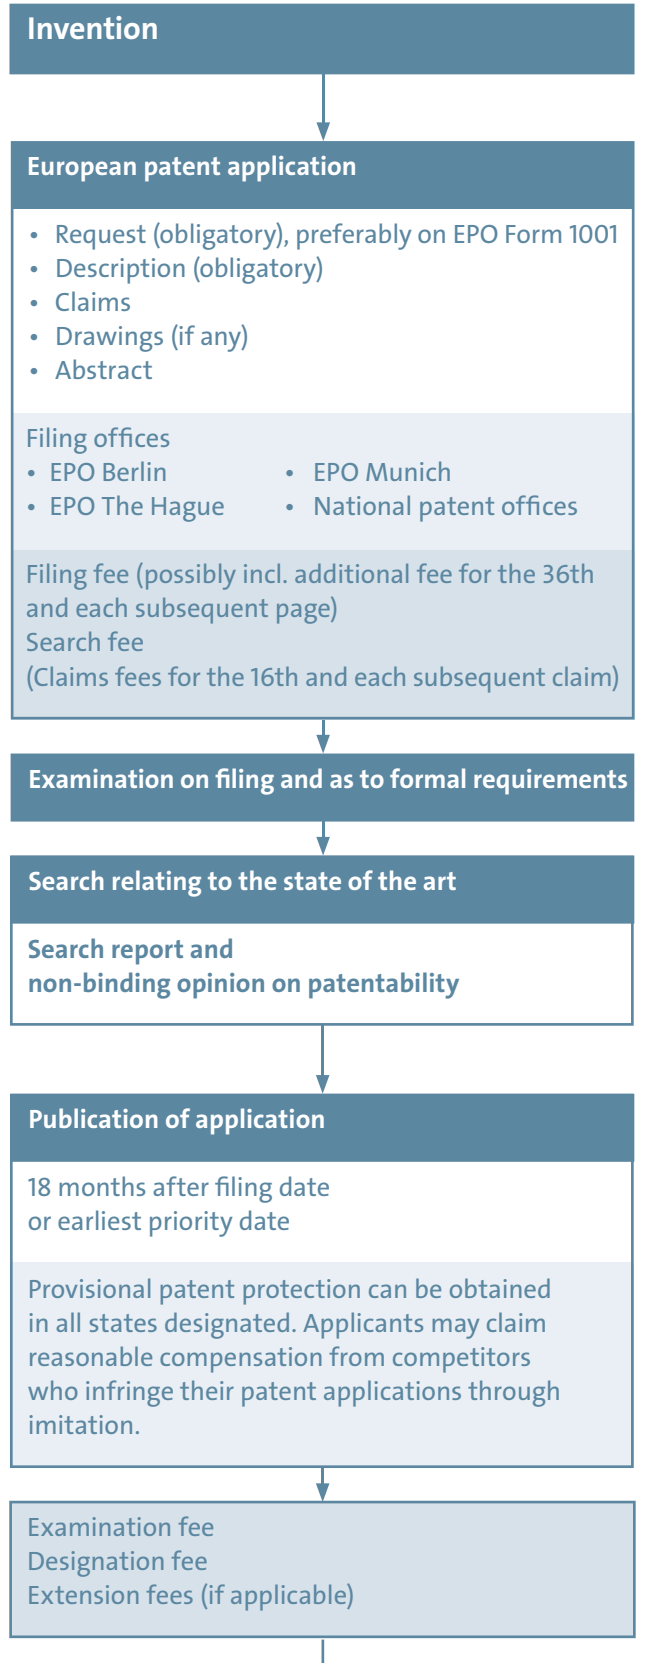 Invention
European patent application
• Request (obligatory), preferably on EPO Form 1001
• Description (obligatory)
• Claims
• Drawings (if any)
• Abstract
Filing offices
• EPO Berlin
• EPO The Hague
• EPO Munich
• National patent offices
Filing fee (possibly incl. additional fee for the 36th
and each subsequent page)
Search fee
(Claims fees for the 16th and each subsequent claim)
Examination on filing and as to formal requirements
Search relating to the state of the art
Search report and
non-binding opinion on patentability
Publication of application
18 months after filing date
or earliest priority date
Provisional patent protection can be obtained
in all states designated. Applicants may claim
reasonable compensation from competitors
who infringe their patent applications through
imitation.
Examination fee
Designation fee
Extension fees (if applicable)